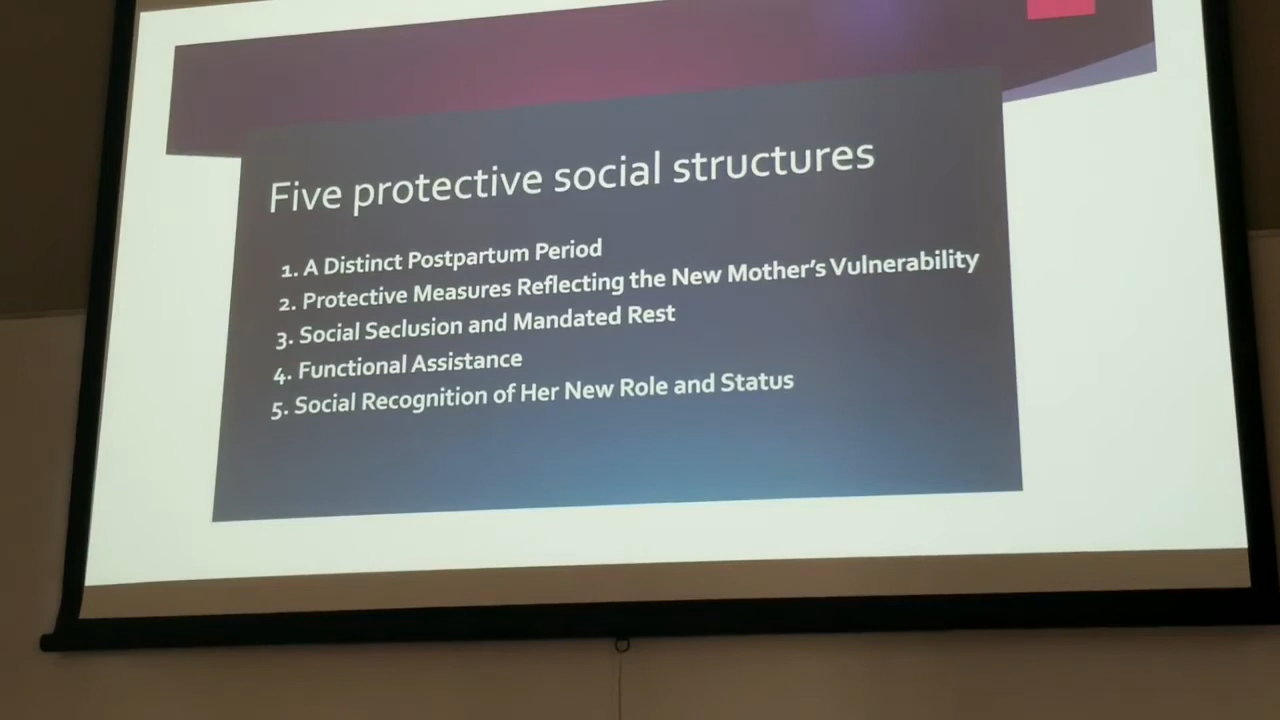 Five protective social structures
1. A Distinct Postpartum Period
2. Protective Measures Reflecting the New Mother's Vulnerability
3. Social Seclusion and Mandated Rest
4. Functional Assistance
5. Social Recognition of Her New Role and Status